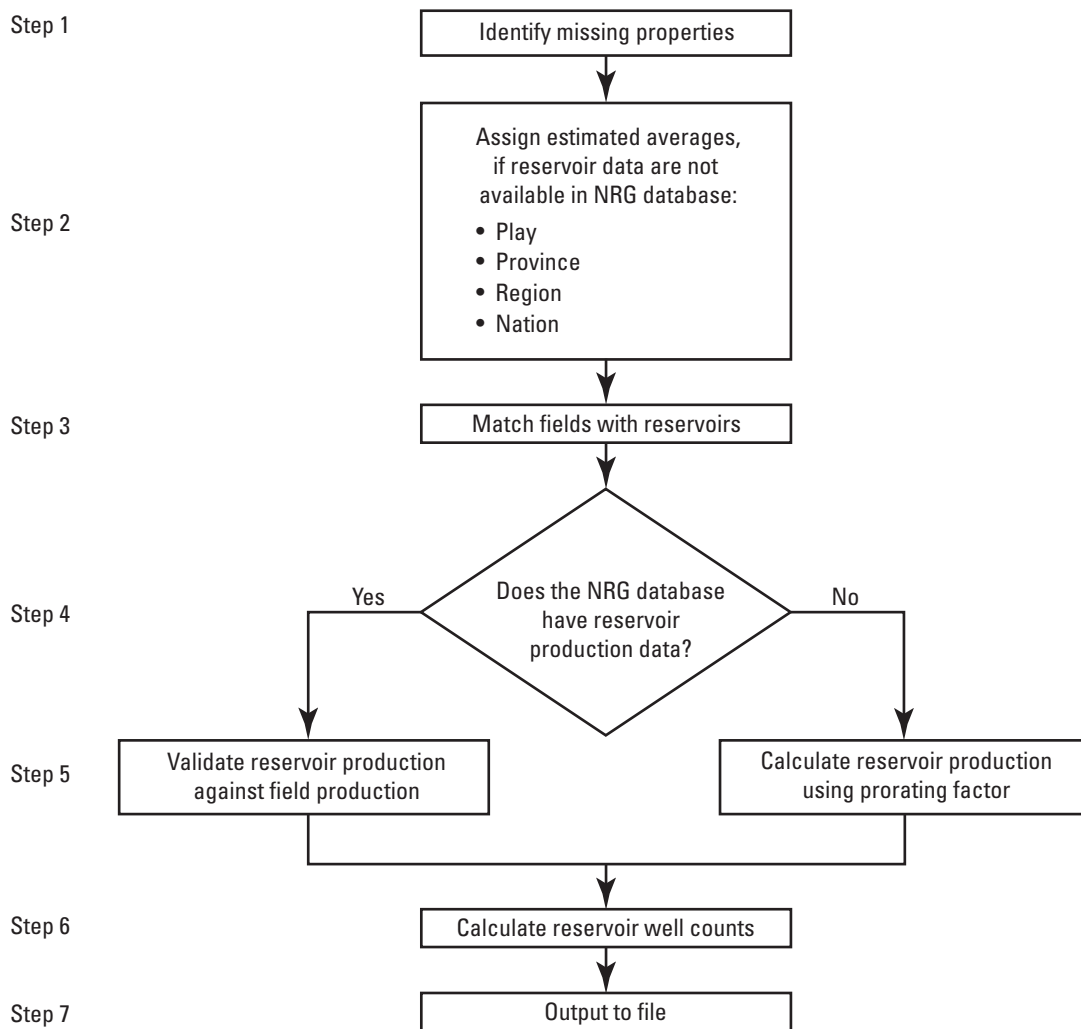 Step 1
Identify missing properties
Step 2
Assign estimated averages,
if reservoir data are not
available in NRG database:
• Play
• Province
• Region
• Nation
Step 3
Match fields with reservoirs
Step 4
Yes
Does the NRG database
have reservoir
production data?
No
Step 5
Validate reservoir production
against field production
Calculate reservoir production
using prorating factor
Step 6
Calculate reservoir well counts
Step 7
Output to file